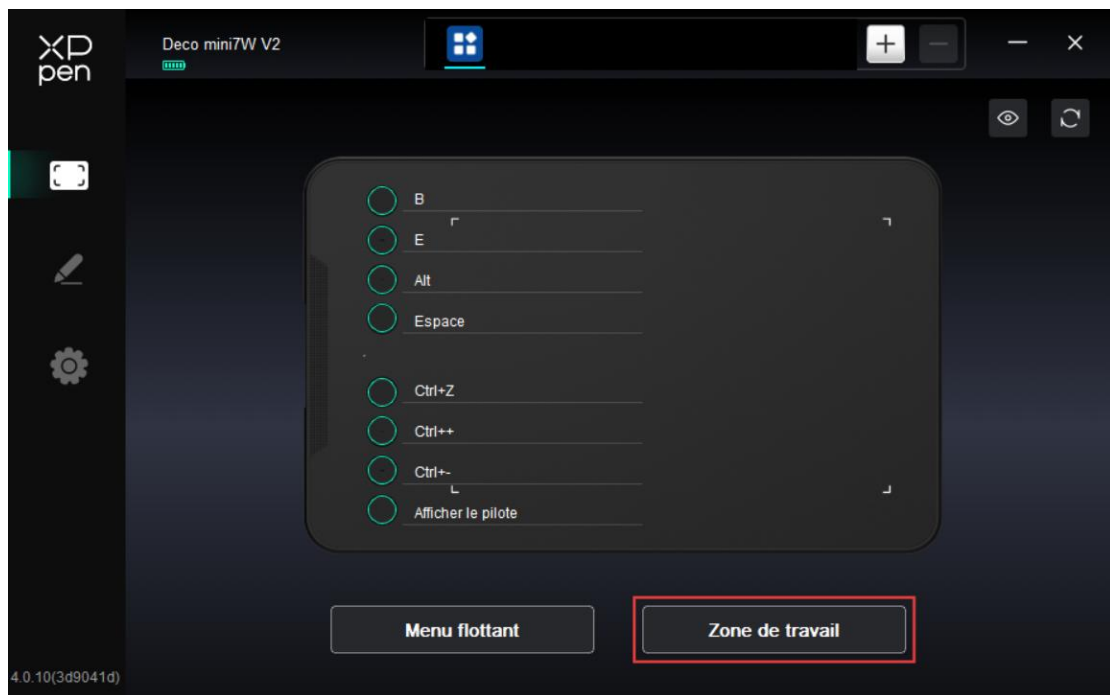 XP
pen
Deco mini7W V2
B
E
Alt
Espace
Ctrl+Z
Ctrl++
Ctrl+-
Afficher le pilote
Menu flottant
Zone de travail
4.0.10(3d9041d)